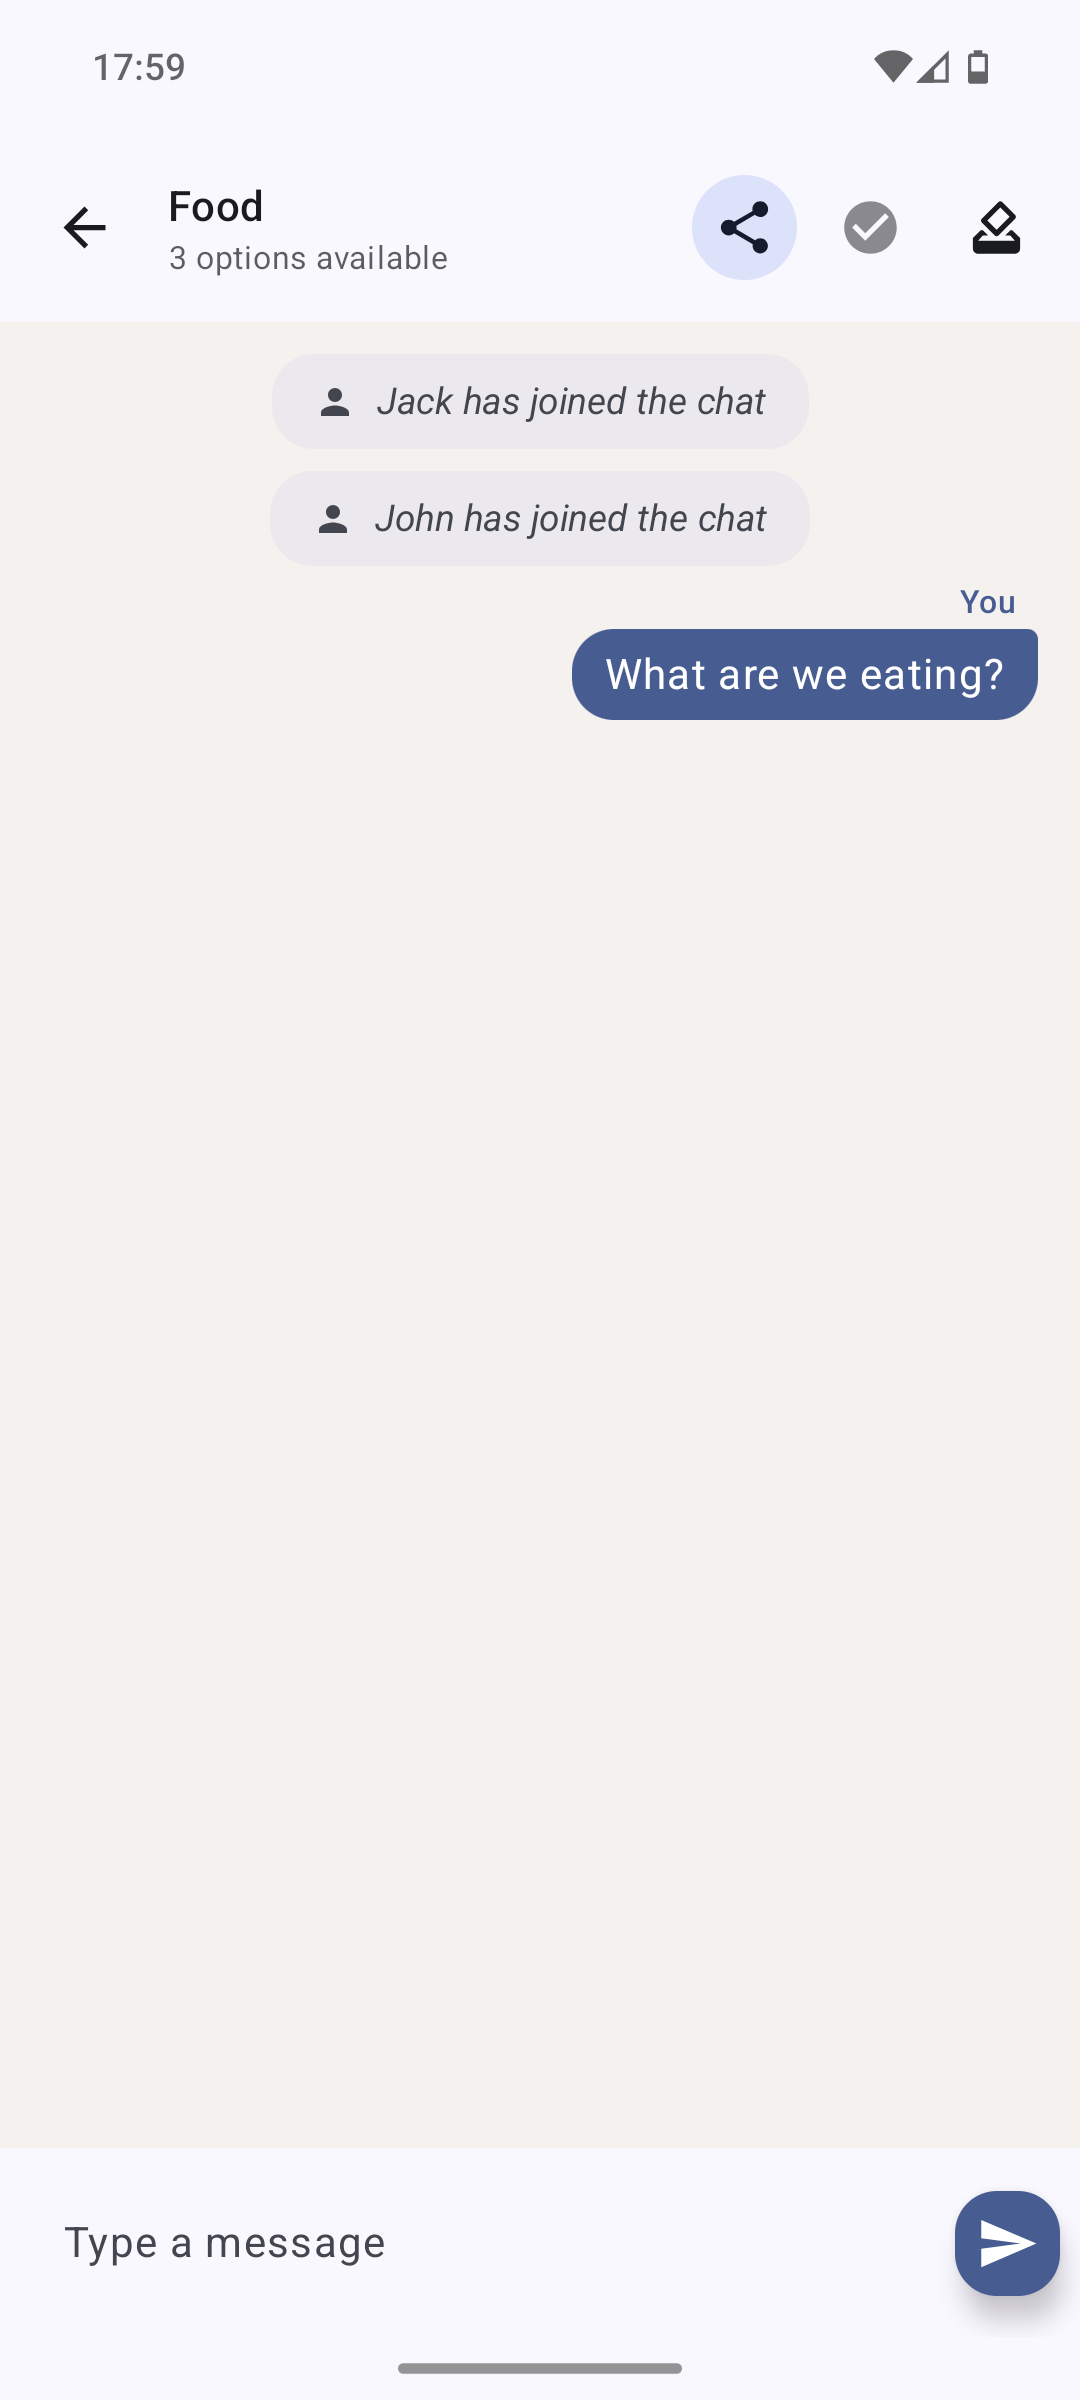 17:59
Food
3 options available
Jack has joined the chat
John has joined the chat
You
What are we eating?
Type a message